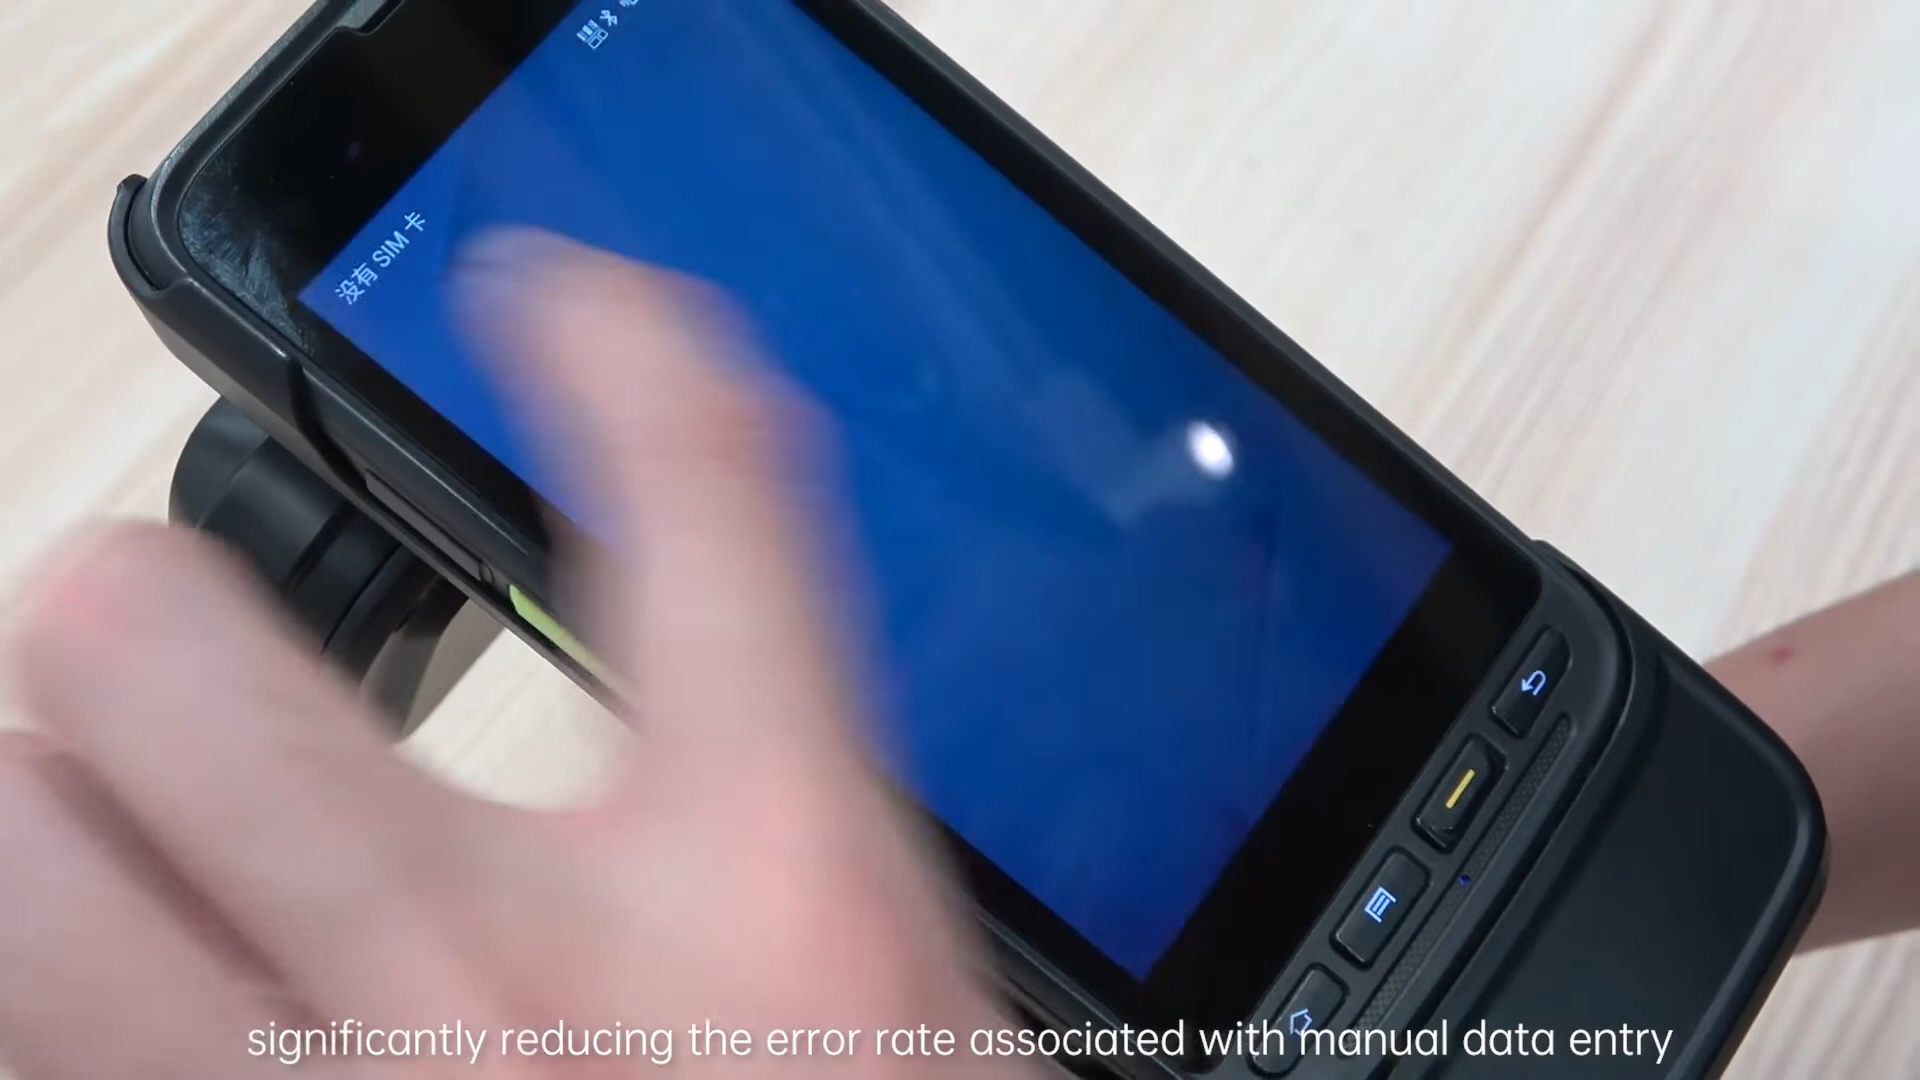 没有 SIM 卡
significantly reducing the error rate associated with manual data entry